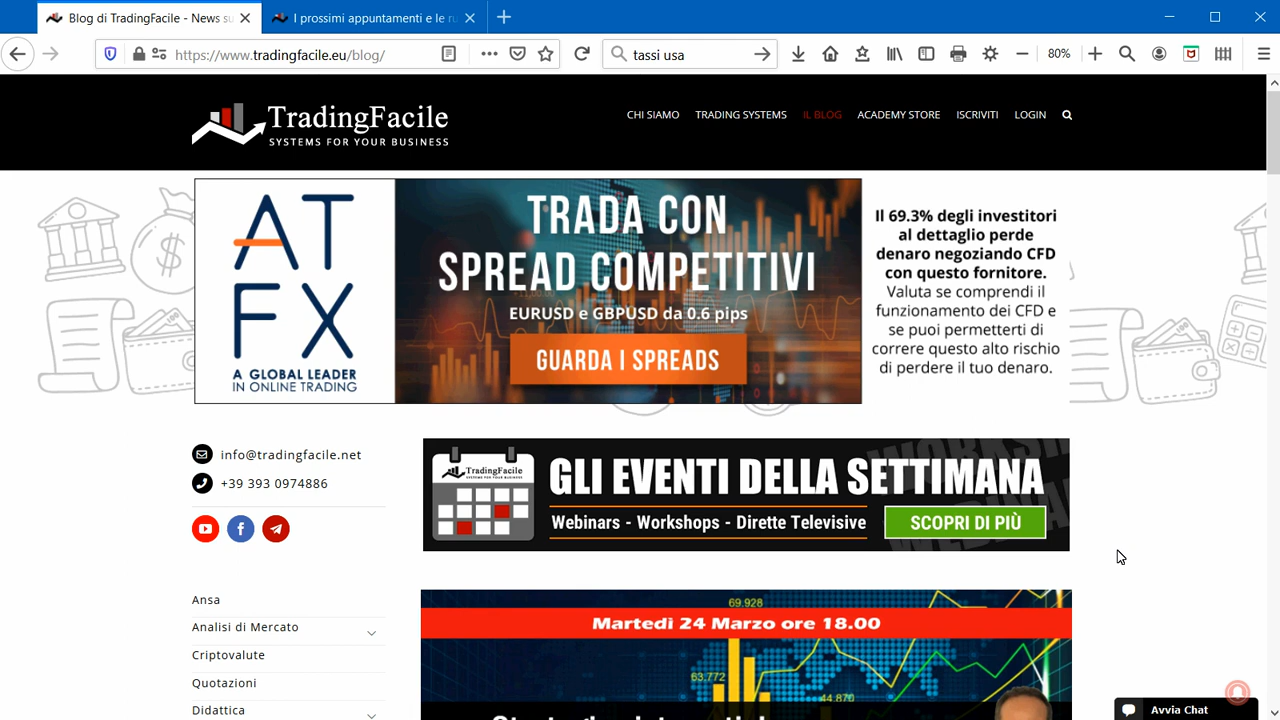 Blog di TradingFacile - News su
I prossimi appuntamenti e le ru
https://www.tradingfacile.eu/blog/
tassi usa
80%
TradingFacile
SYSTEMS FOR YOUR BUSINESS
CHI SIAMO
TRADING SYSTEMS
IL BLOG
ACADEMY STORE
ISCRIVITI
LOGIN
AT
FX
A GLOBAL LEADER
IN ONLINE TRADING
TRADA CON
SPREAD COMPETITIVI
EURUSD e GBPUSD da 0.6 pips
GUARDA I SPREADS
Il 69.3% degli investitori
al dettaglio perde
denaro negoziando CFD
con questo fornitore.
Valuta se comprendi il
funzionamento dei CFD e
se puoi permetterti di
correre questo alto rischio
di perdere il tuo denaro.
info@tradingfacile.net
+39 393 0974886
TradingFacile
GLI EVENTI DELLA SETTIMANA
Webinars - Workshops - Dirette Televisive
SCOPRI DI PIÙ
Ansa
Analisi di Mercato
Criptovalute
Quotazioni
Didattica
69.928
Martedì 24 Marzo ore 18.00
63.772
44.870
Avvia Chat